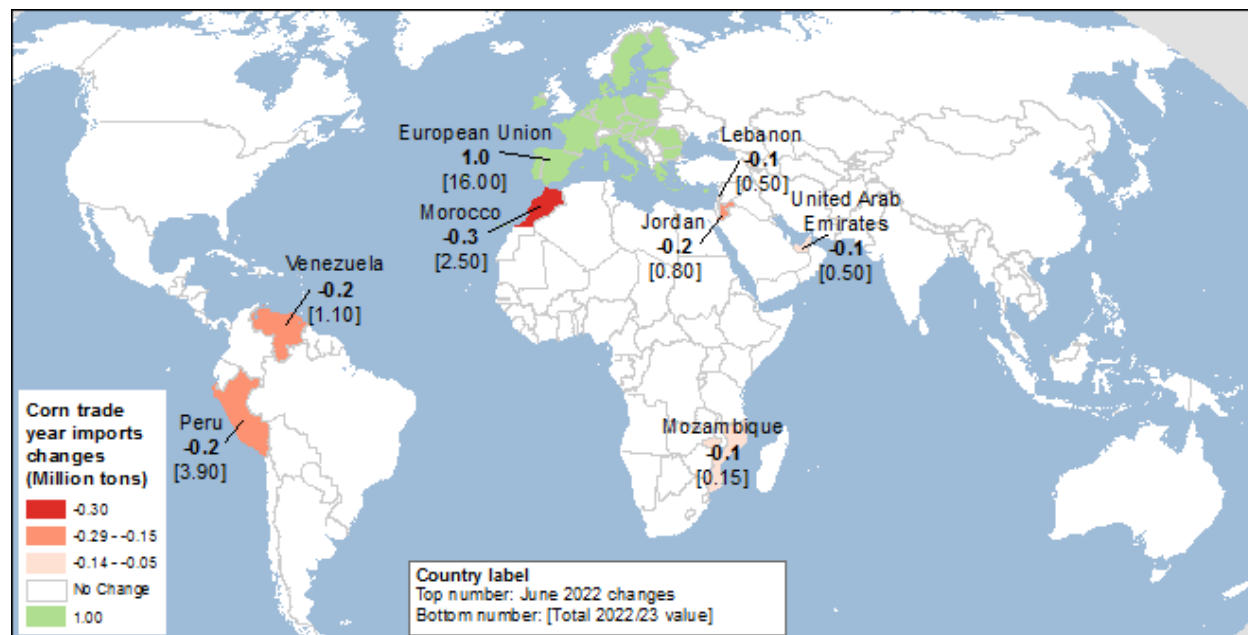 European Union
1.0
[16.00]
Lebanon
-0.1
[0.50]
Morocco
-0.3
[2.50]
Jordan
-0.2
[0.80]
United Arab
Emirates
-0.1
[0.50]
Venezuela
-0.2
[1.10]
Peru
-0.2
[3.90]
Mozambique
-0.1
[0.15]
Corn trade
year imports
changes
(Million tons)
-0.30
-0.29 - -0.15
-0.14 - -0.05
No Change
1.00
Country label
Top number: June 2022 changes
Bottom number: [Total 2022/23 value]